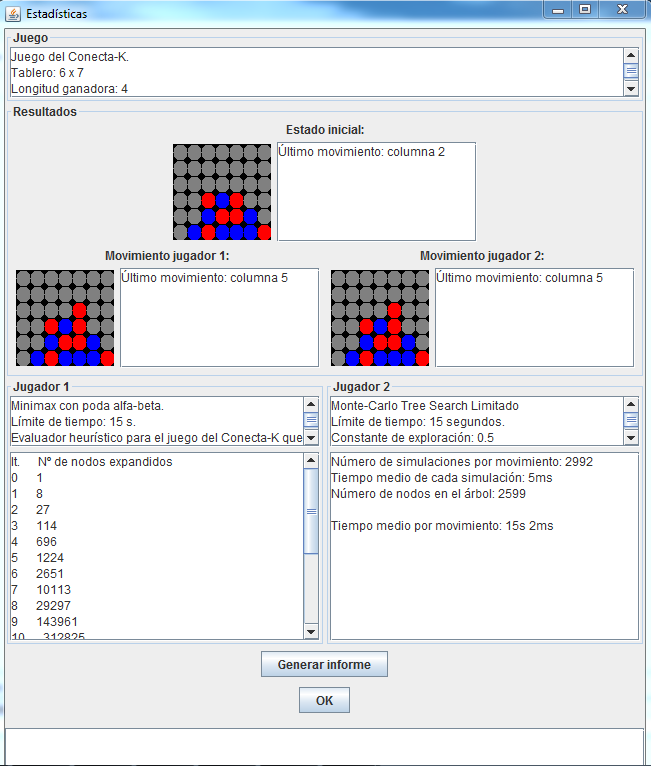 Estadísticas
Juego
Juego del Conecta-K.
Tablero: 6 x 7
Longitud ganadora: 4
Resultados
Estado inicial:
Último movimiento: columna 2
Movimiento jugador 1:
Último movimiento: columna 5
Movimiento jugador 2:
Último movimiento: columna 5
Jugador 1
Minimax con poda alfa-beta.
Límite de tiempo: 15 s.
Evaluador heurístico para el juego del Conecta-K que
It. Nº de nodos expandidos
0 1
1 8
2 27
3 114
4 696
5 1224
6 2651
7 10113
8 29297
9 143961
10 312825
Jugador 2
Monte-Carlo Tree Search Limitado
Límite de tiempo: 15 segundos.
Constante de exploración: 0.5
Número de simulaciones por movimiento: 2992
Tiempo medio de cada simulación: 5ms
Número de nodos en el árbol: 2599
Tiempo medio por movimiento: 15s 2ms
Generar informe
OK